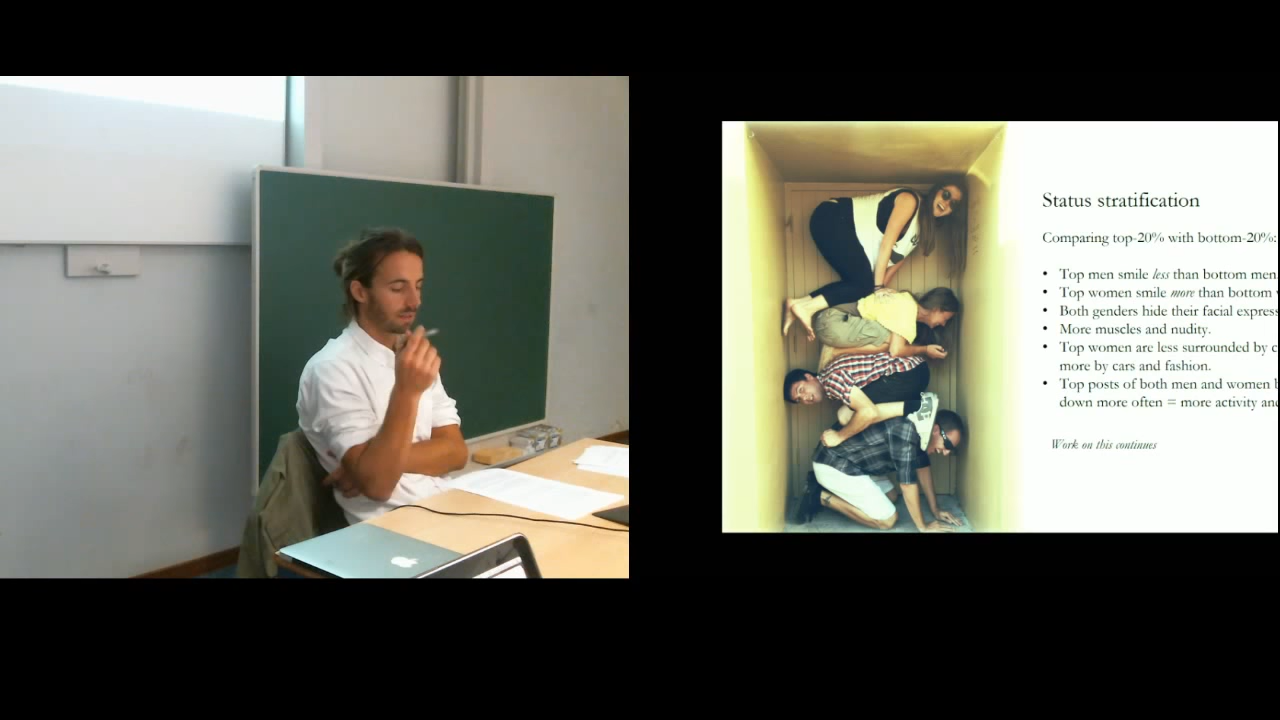 Status stratification
Comparing top-20% with bottom-20%:
• Top men smile less than bottom men
• Top women smile more than bottom
• Both genders hide their facial
• More muscles and nudity.
• Top women are less surrounded by
more by cars and fashion.
• Top posts of both men and women
down more often = more activity
Work on this continues